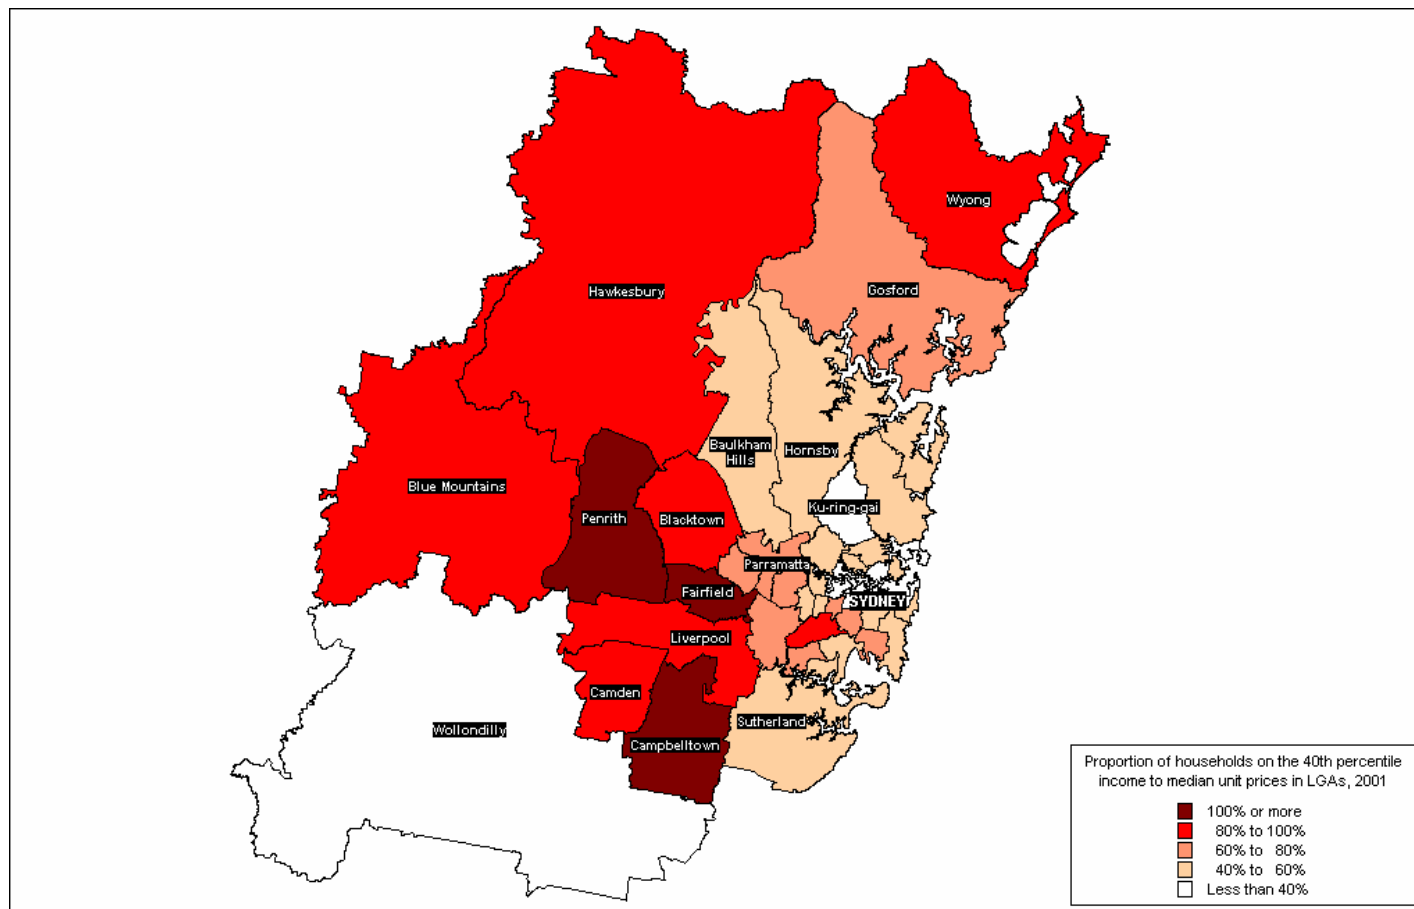 Wyong
Gosford
Hawkesbury
Baulkham
Hills
Hornsby
Blue Mountains
Ku-ring-gai
Penrith
Blacktown
Parramatta
Fairfield
SYDNEY
Liverpool
Camden
Sutherland
Wollondilly
Campbelltown
Proportion of households on the 40th percentile
income to median unit prices in LGAs, 2001
100% or more
80% to 100%
60% to 80%
40% to 60%
Less than 40%